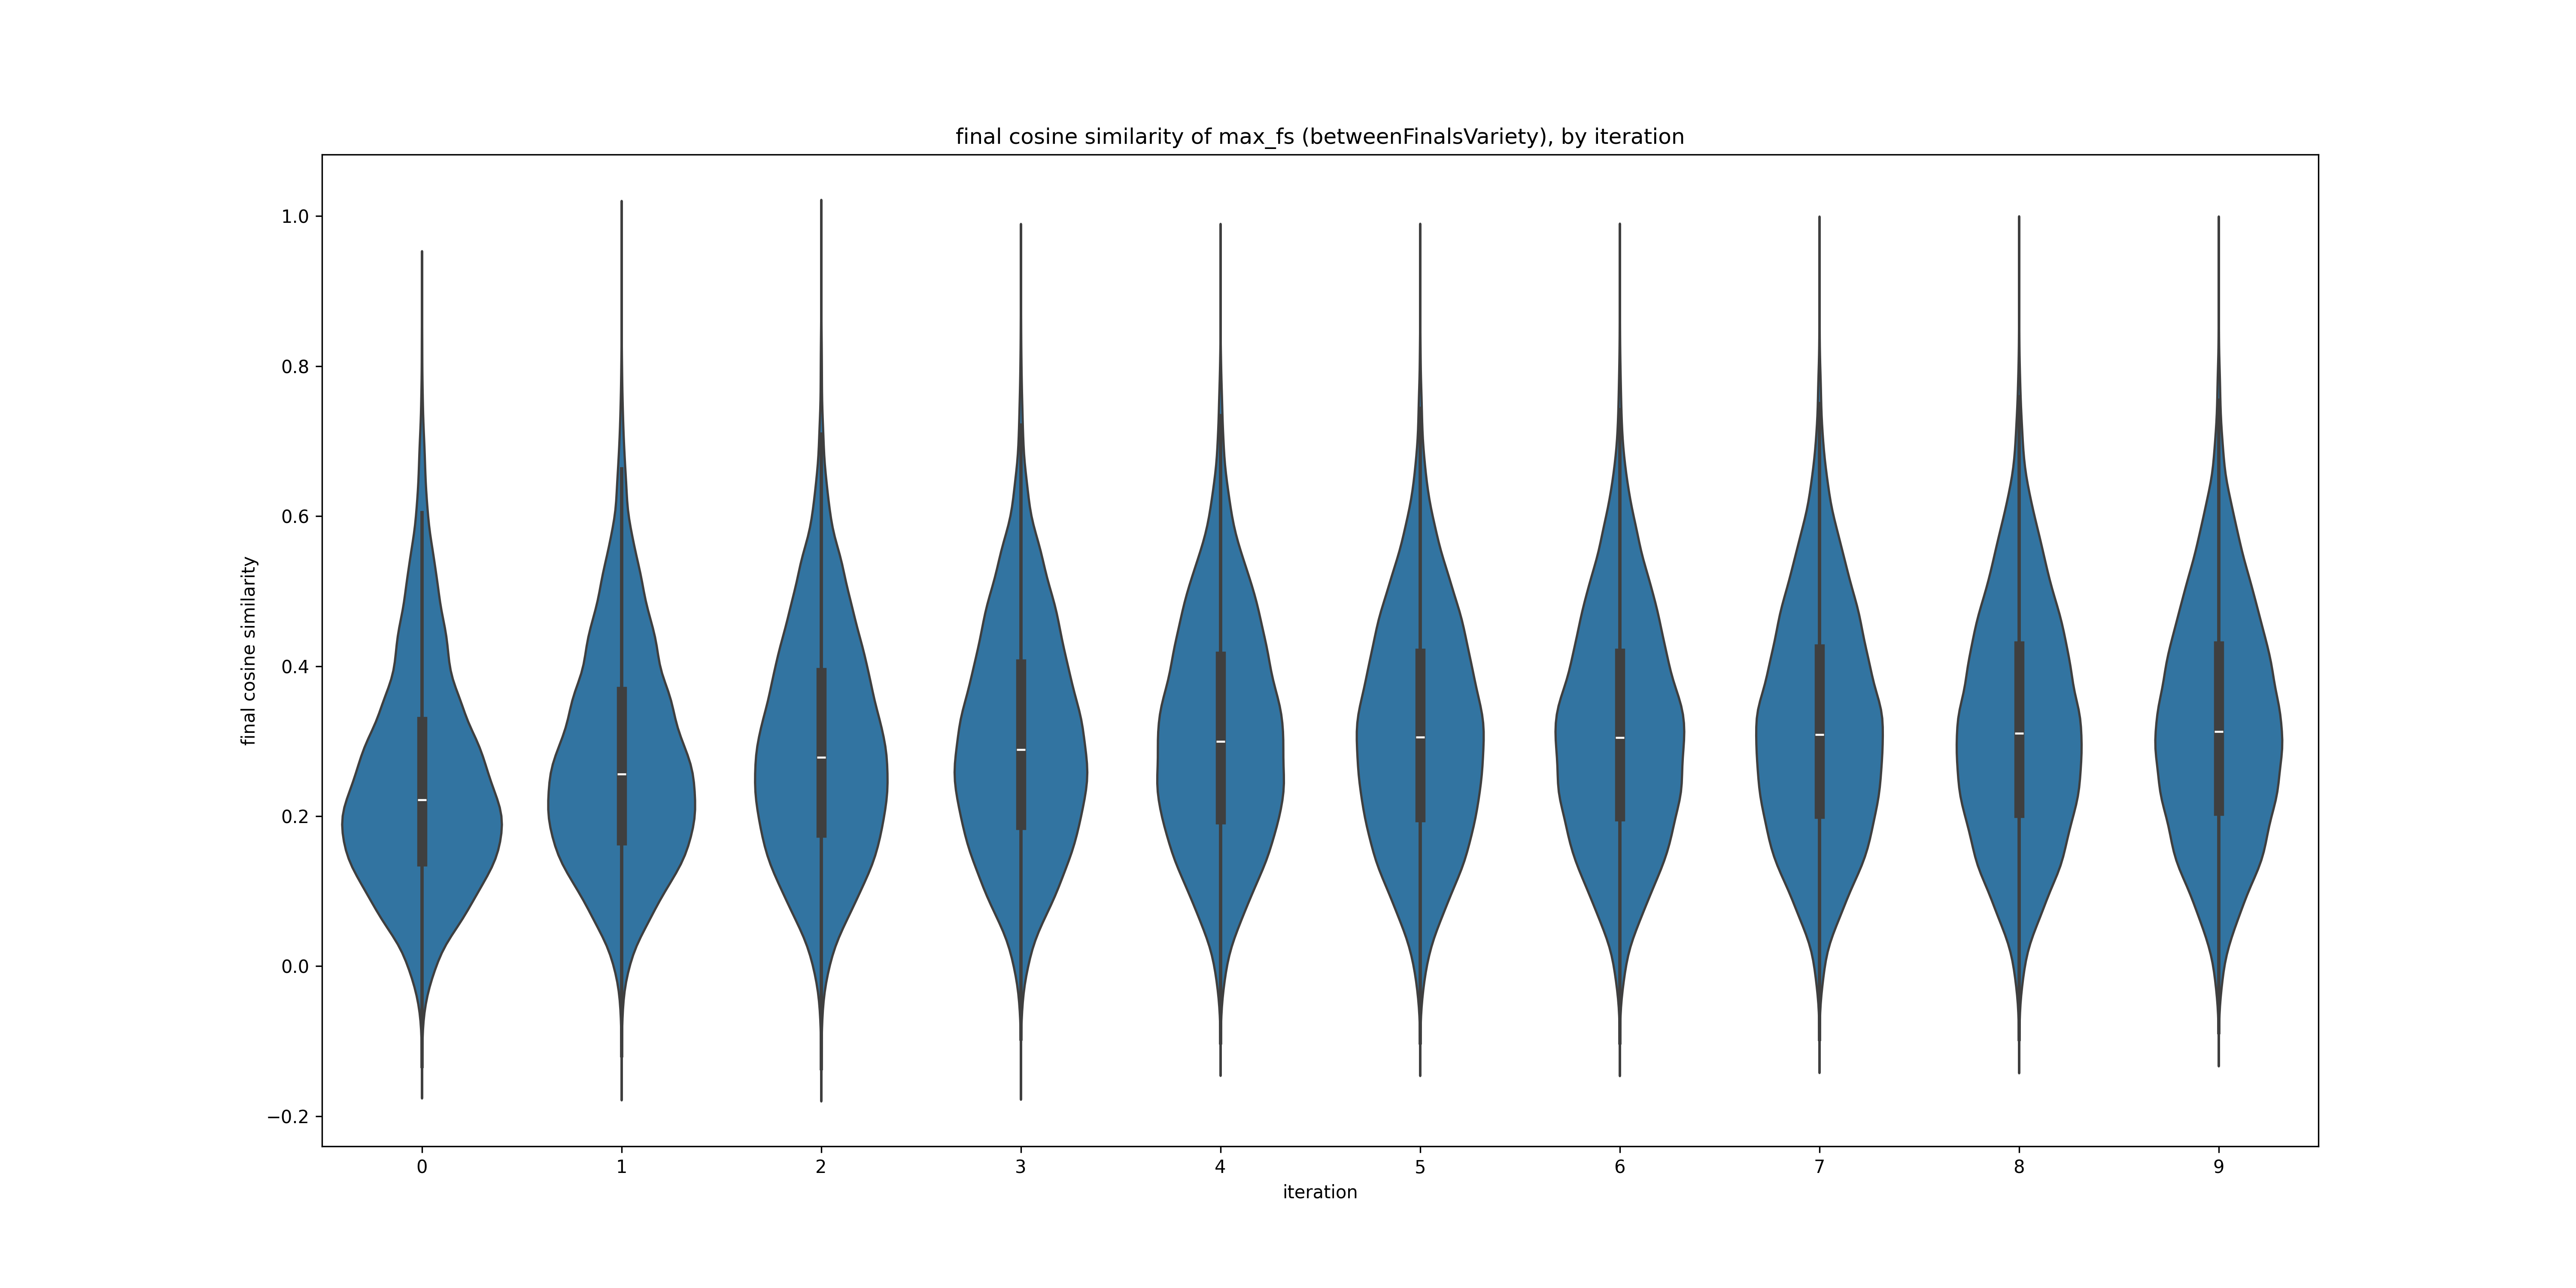 final cosine similarity of max_fs (betweenFinalsVariety), by iteration
1.0
0.8
0.6
0.4
0.2
0.0
−0.2
final cosine similarity
0 1 2 3 4 5 6 7 8 9
iteration